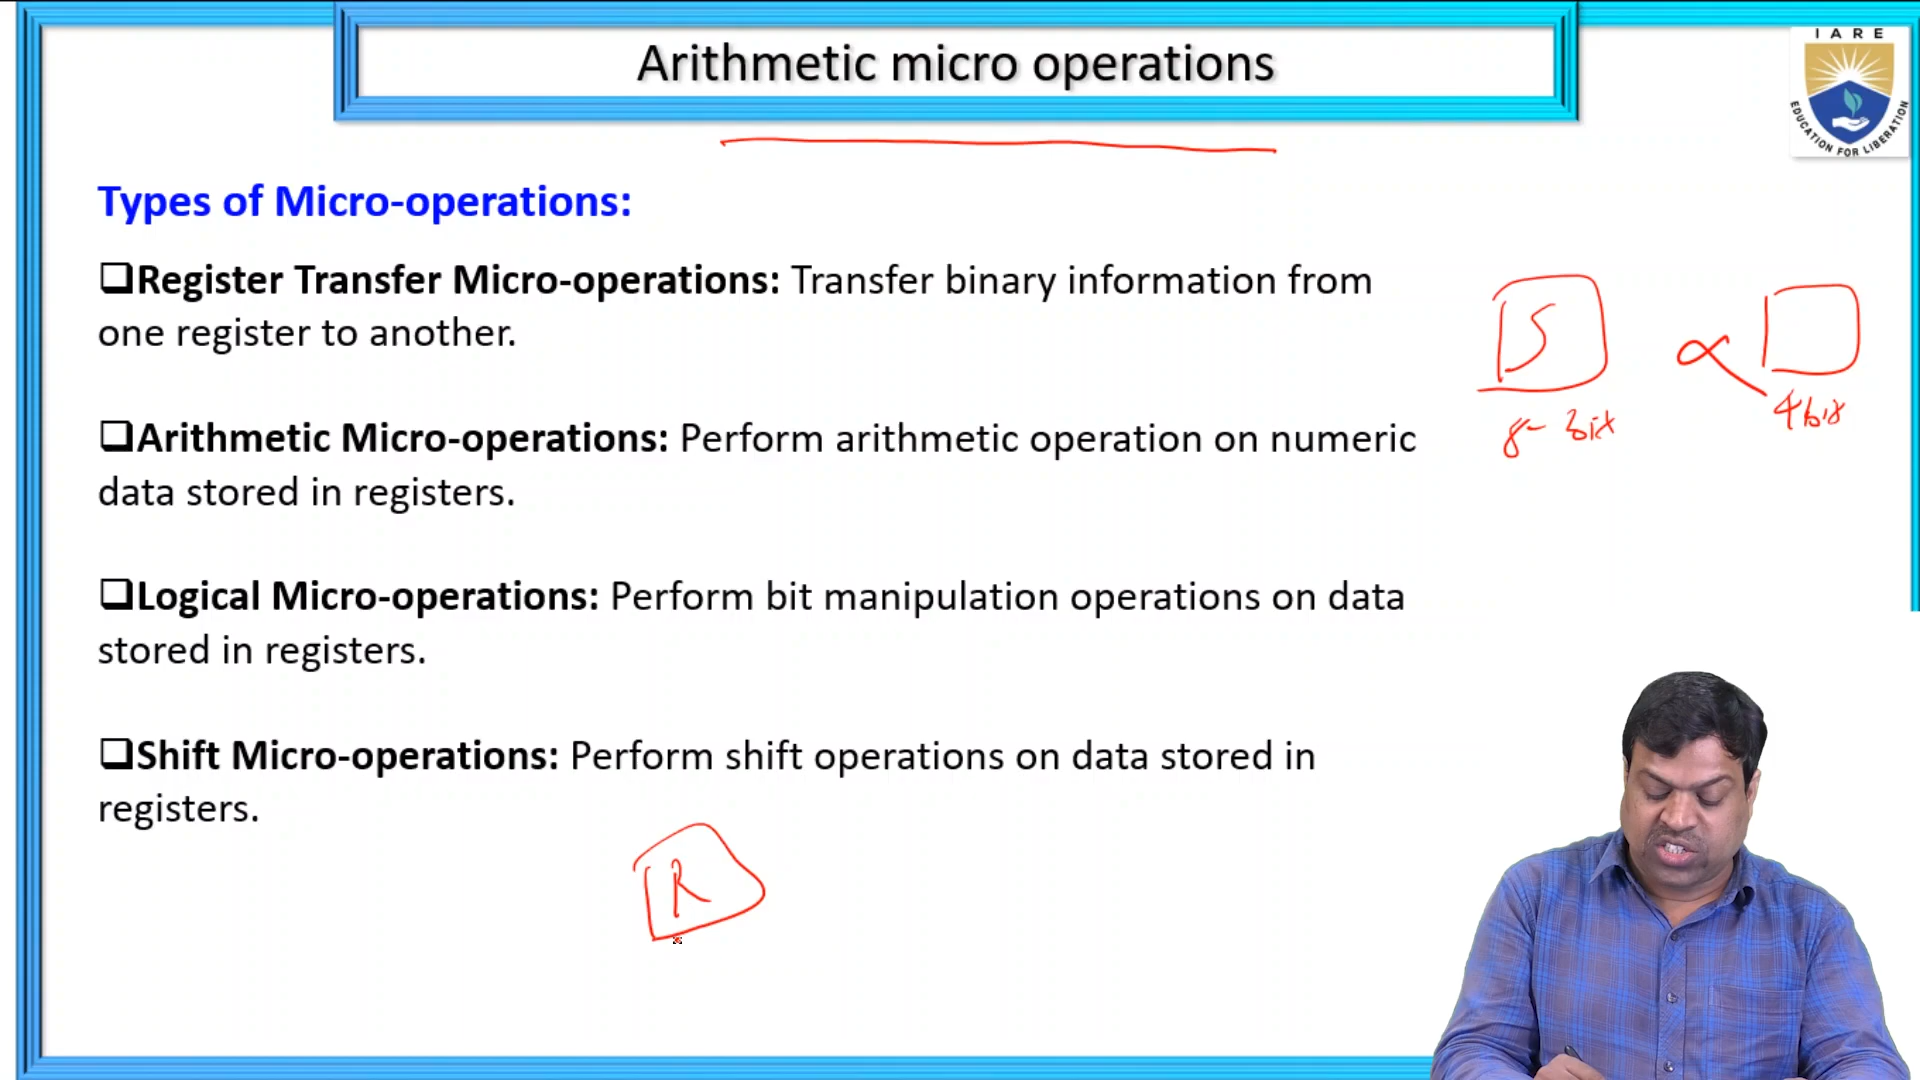 Arithmetic micro operations
I A R E
EDUCATION FOR LIBERATION
Types of Micro-operations:
❑Register Transfer Micro-operations: Transfer binary information from
one register to another.
S
8- Bit
4 bit
❑Arithmetic Micro-operations: Perform arithmetic operation on numeric
data stored in registers.
❑Logical Micro-operations: Perform bit manipulation operations on data
stored in registers.
❑Shift Micro-operations: Perform shift operations on data stored in
registers.
R